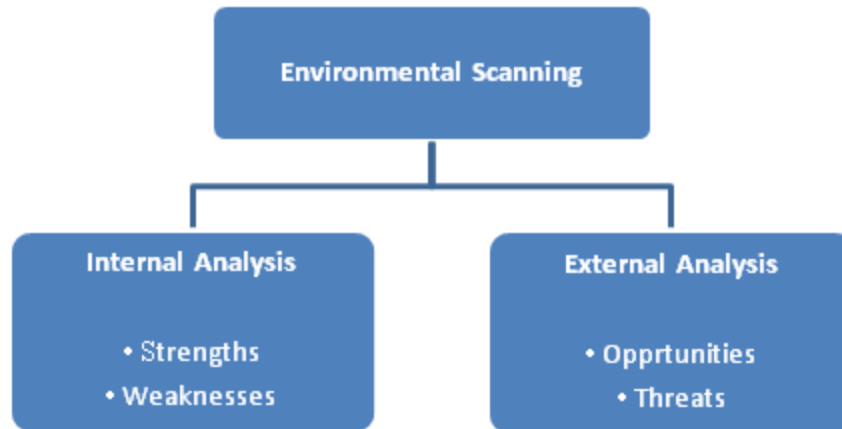 Environmental Scanning
Internal Analysis
• Strengths
• Weaknesses
External Analysis
• Opprtunities
• Threats